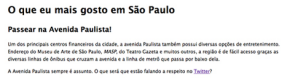 O que eu mais gosto em São Paulo
Passear na Avenida Paulista!
Um dos principais centros financeiros da cidade, a avenida Paulista também possui diversas opções de entretenimento.
Endereço do Museu de Arte de São Paulo, MASP, do Teatro Gazeta e muitos outros, a região é de fácil acesso graças as
diversas linhas de ônibus que cruzam a avenida e a linha de metrô que passa por baixo dela.
A Avenida Paulista sempre é assunto. O que será que estão falando a respeito no Twitter?